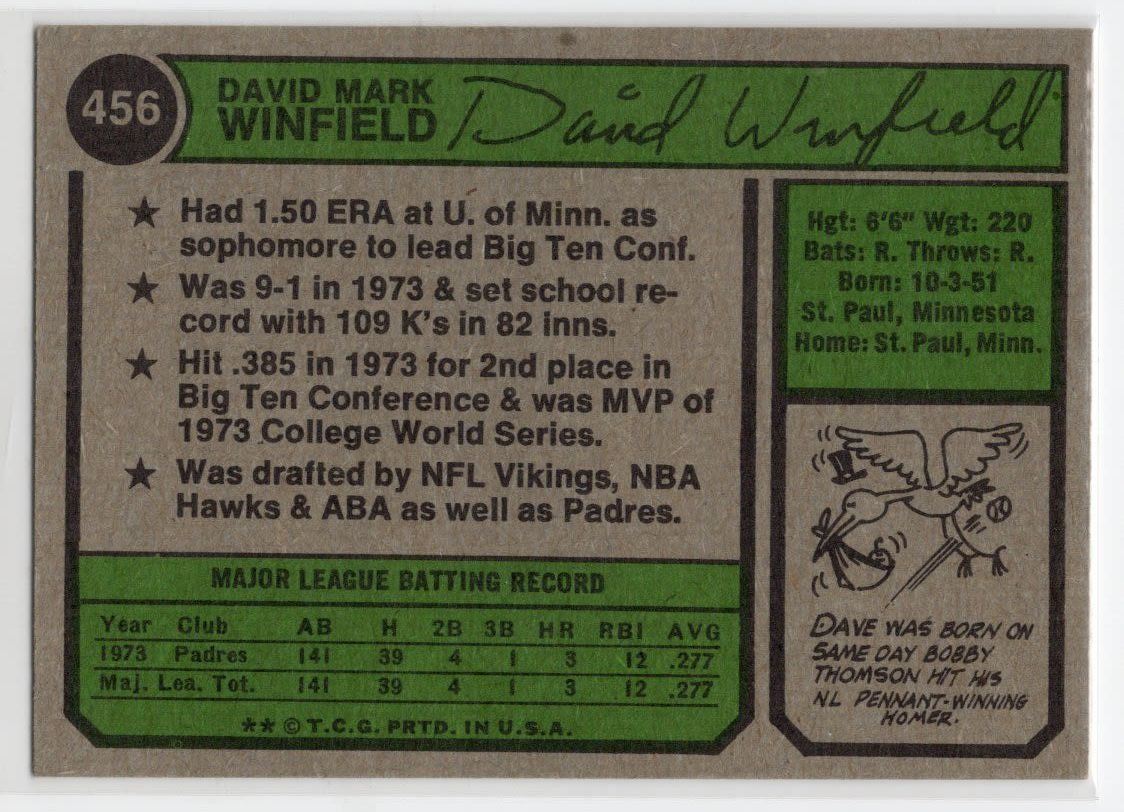 456
DAVID MARK
WINFIELD
David Winfield
★ Had 1.50 ERA at U. of Minn. as
sophomore to lead Big Ten Conf.
★ Was 9-1 in 1973 & set school re-
cord with 109 K's in 82 inns.
★ Hit .385 in 1973 for 2nd place in
Big Ten Conference & was MVP of
1973 College World Series.
★ Was drafted by NFL Vikings, NBA
Hawks & ABA as well as Padres.
MAJOR LEAGUE BATTING RECORD
Year Club AB H 2B 3B HR RBI AVG
1973 Padres 141 39 4 1 3 12 .277
Maj. Lea. Tot. 141 39 4 1 3 12 .277
** © T.C.G. PRTD. IN U.S.A.
Hgt: 6'6" Wgt: 220
Bats: R. Throws: R.
Born: 10-3-51
St. Paul, Minnesota
Home: St. Paul, Minn.
DAVE WAS BORN ON
SAME DAY BOBBY
THOMSON HIT HIS
NL PENNANT-WINNING
HOMER.